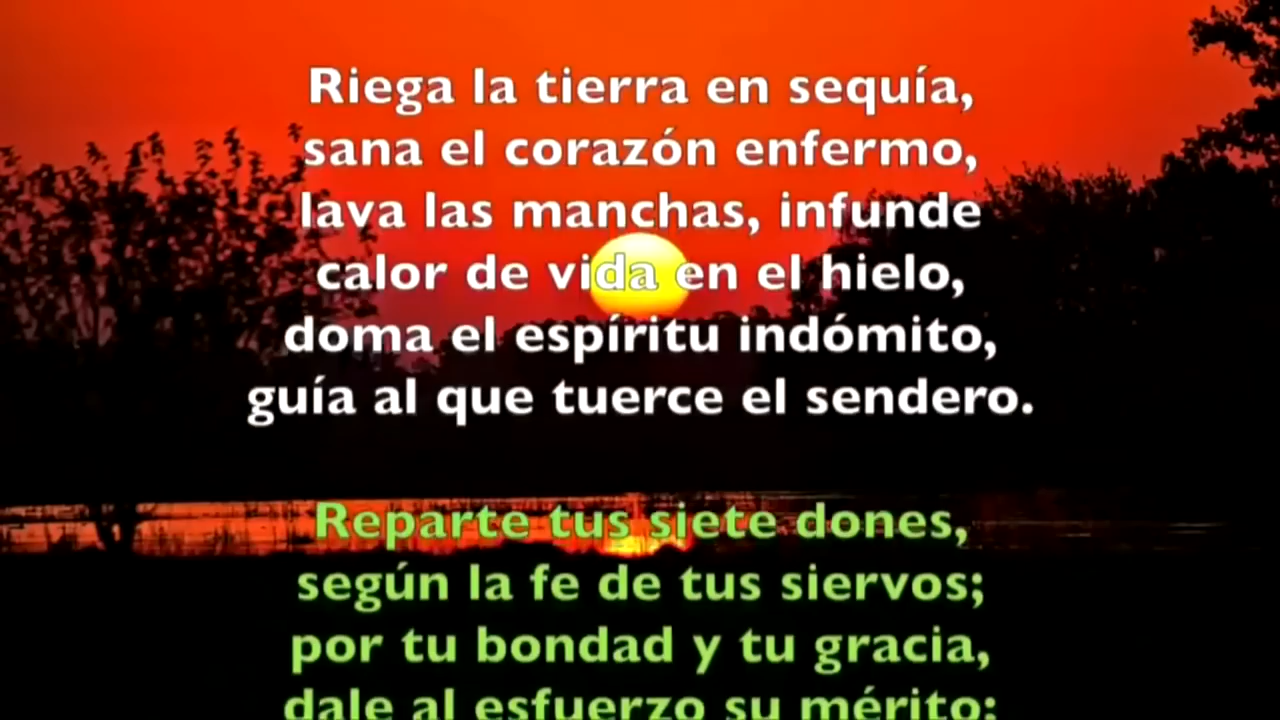 Riega la tierra en sequía,
sana el corazón enfermo,
lava las manchas, infunde
calor de vida en el hielo,
doma el espíritu indómito,
guía al que tuerce el sendero.
Reparte tus siete dones,
según la fe de tus siervos;
por tu bondad y tu gracia,
dale al esfuerzo su mérito;